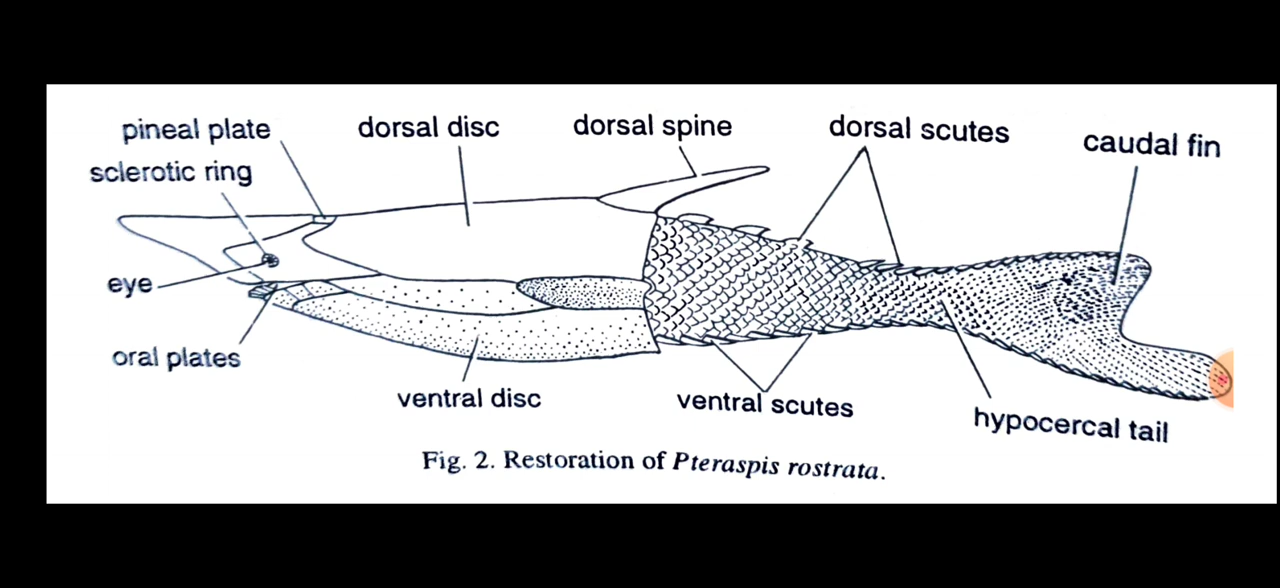 pineal plate
dorsal disc
dorsal spine
dorsal scutes
caudal fin
sclerotic ring
eye
oral plates
ventral disc
ventral scutes
hypocercal tail
Fig. 2. Restoration of Pteraspis rostrata.